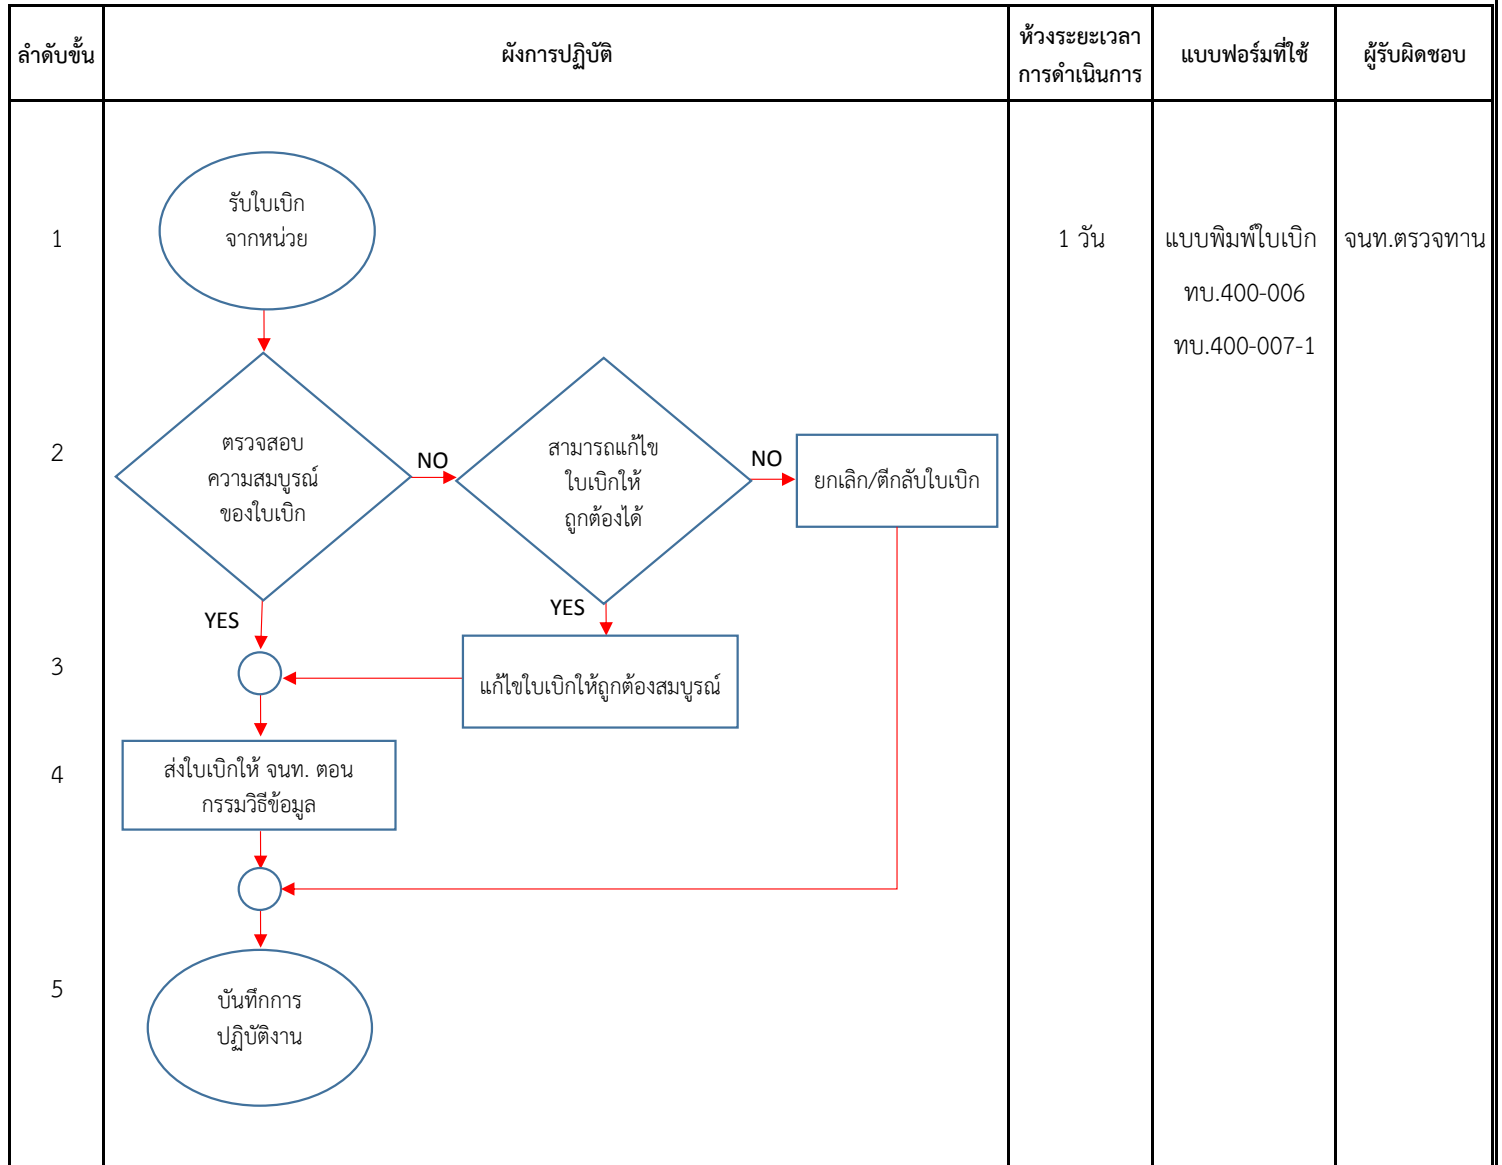 ลำดับขั้น
ผังการปฏิบัติ
ห้วงระยะเวลา
การดำเนินการ
แบบฟอร์มที่ใช้
ผู้รับผิดชอบ
1
รับใบเบิก
จากหน่วย
1 วัน
แบบพิมพ์ใบเบิก
ทบ.400-006
ทบ.400-007-1
จนท.ตรวจทาน
2
ตรวจสอบ
ความสมบูรณ์
ของใบเบิก
NO
สามารถแก้ไข
ใบเบิกให้
ถูกต้องได้
NO
ยกเลิก/ตีกลับใบเบิก
YES
YES
3
แก้ไขใบเบิกให้ถูกต้องสมบูรณ์
4
ส่งใบเบิกให้ จนท. ตอน
กรรมวิธีข้อมูล
5
บันทึกการ
ปฏิบัติงาน